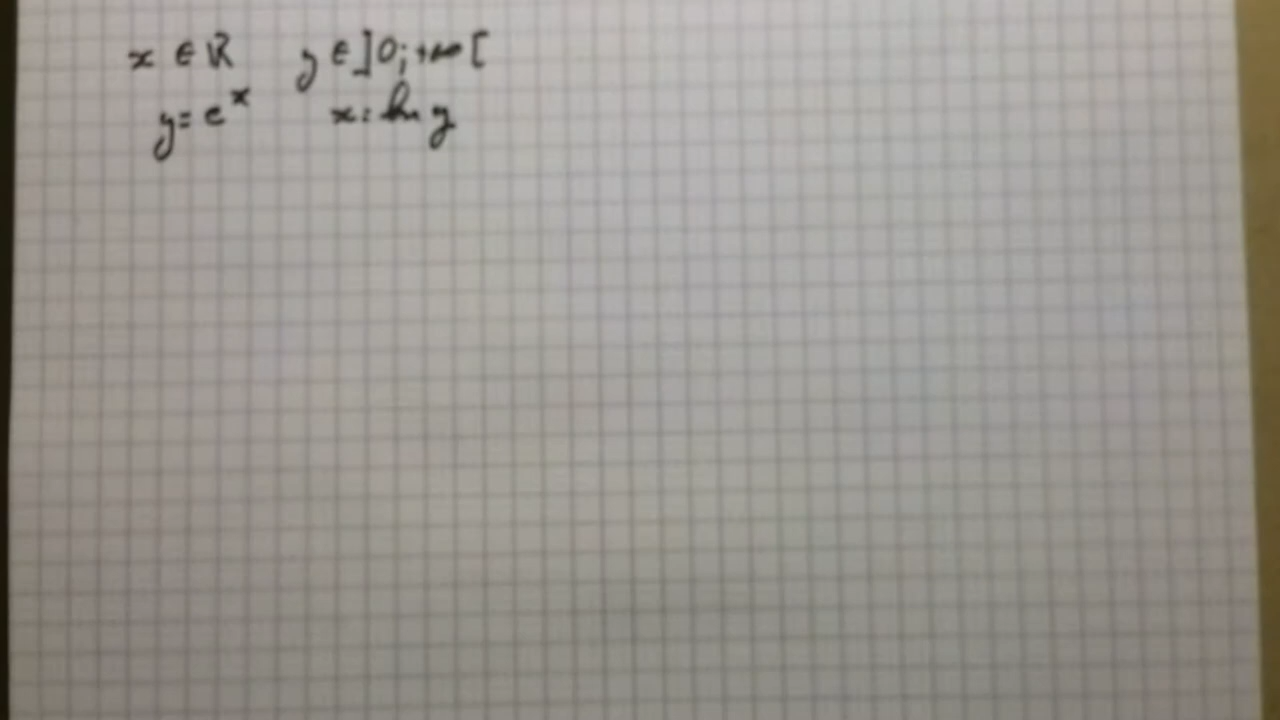 x ∈ ℝ y ∈ ]0;+∞[
y = eˣ x = ln y